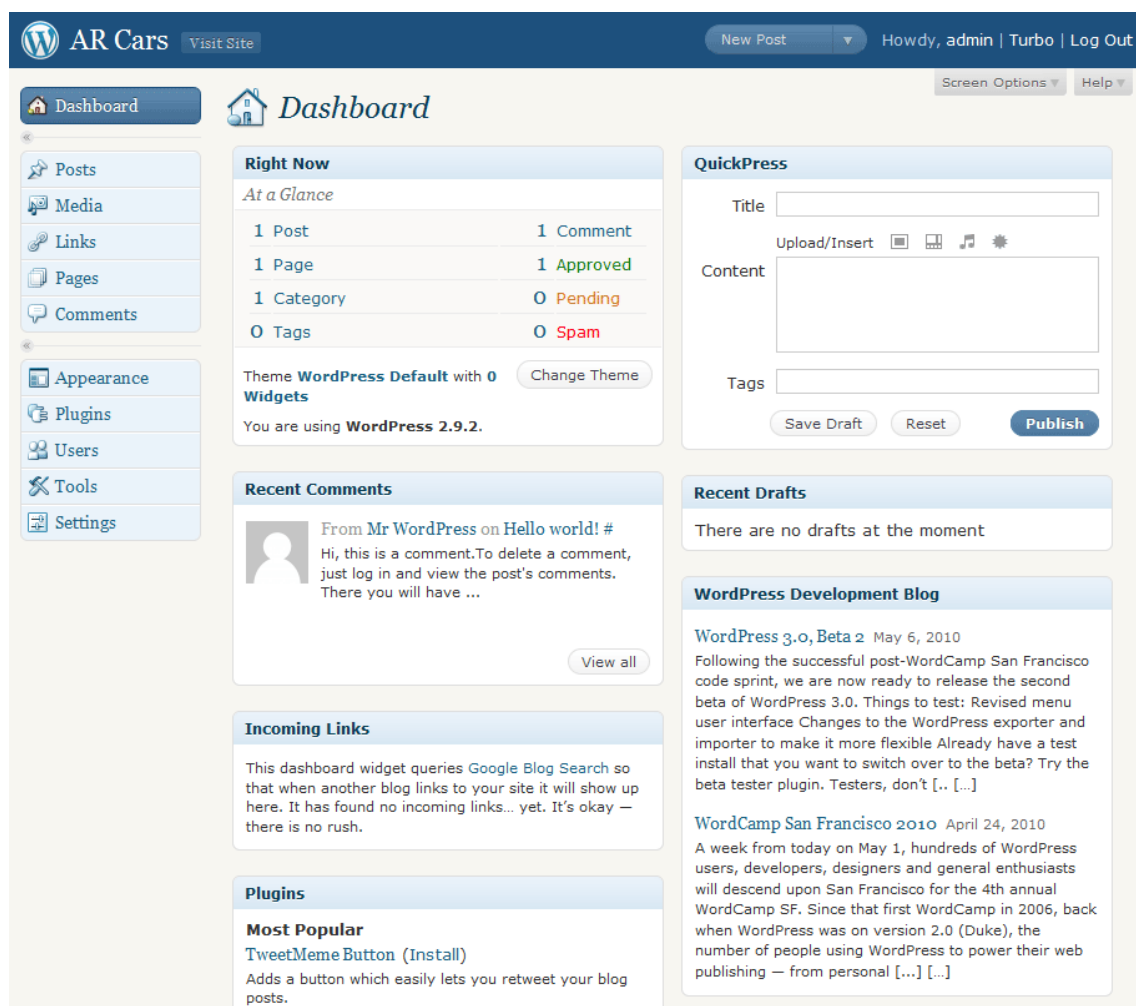 AR Cars Visit Site
New Post
Howdy, admin | Turbo | Log Out
Screen Options Help
Dashboard
Posts
Media
Links
Pages
Comments
Appearance
Plugins
Users
Tools
Settings
Dashboard
Right Now
At a Glance
1 Post 1 Comment
1 Page 1 Approved
1 Category 0 Pending
0 Tags 0 Spam
Theme WordPress Default with 0
Widgets
Change Theme
You are using WordPress 2.9.2.
Recent Comments
From Mr WordPress on Hello world! #
Hi, this is a comment.To delete a comment,
just log in and view the post's comments.
There you will have ...
View all
Incoming Links
This dashboard widget queries Google Blog Search so
that when another blog links to your site it will show up
here. It has found no incoming links… yet. It’s okay —
there is no rush.
Plugins
Most Popular
TweetMeme Button (Install)
Adds a button which easily lets you retweet your blog
posts.
QuickPress
Title
Upload/Insert
Content
Tags
Save Draft Reset Publish
Recent Drafts
There are no drafts at the moment
WordPress Development Blog
WordPress 3.0, Beta 2 May 6, 2010
Following the successful post-WordCamp San Francisco
code sprint, we are now ready to release the second
beta of WordPress 3.0. Things to test: Revised menu
user interface Changes to the WordPress exporter and
importer to make it more flexible Already have a test
install that you want to switch over to the beta? Try the
beta tester plugin. Testers, don’t [.. […]
WordCamp San Francisco 2010 April 24, 2010
A week from today on May 1, hundreds of WordPress
users, developers, designers and general enthusiasts
will descend upon San Francisco for the 4th annual
WordCamp SF. Since that first WordCamp in 2006, back
when WordPress was on version 2.0 (Duke), the
number of people using WordPress to power their web
publishing — from personal [...] […]